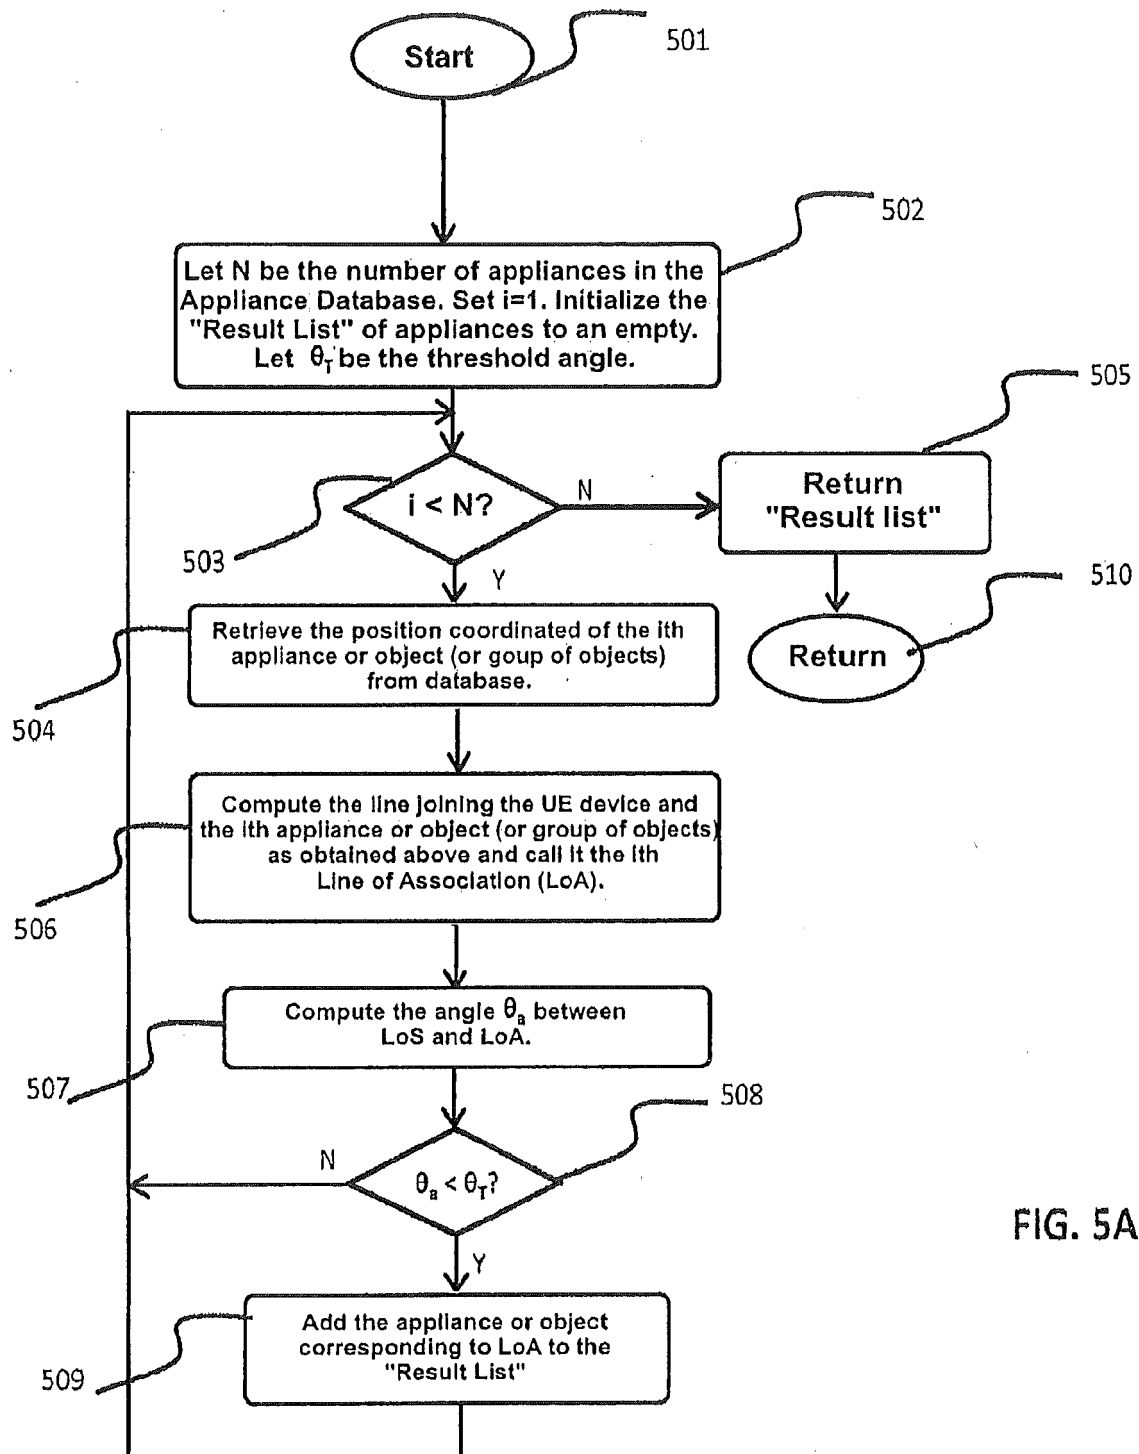 Start
501
502
Let N be the number of appliances in the
Appliance Database. Set i=1. Initialize the
"Result List" of appliances to an empty.
Let θT be the threshold angle.
505
i < N?
N
Return
"Result list"
503
Y
510
Retrieve the position coordinated of the ith
appliance or object (or goup of objects)
from database.
Return
504
Compute the line joining the UE device and
the ith appliance or object (or group of objects)
as obtained above and call it the ith
Line of Association (LoA).
506
Compute the angle θa between
LoS and LoA.
507
508
N
θa < θT?
FIG. 5A
Y
Add the appliance or object
corresponding to LoA to the
"Result List"
509